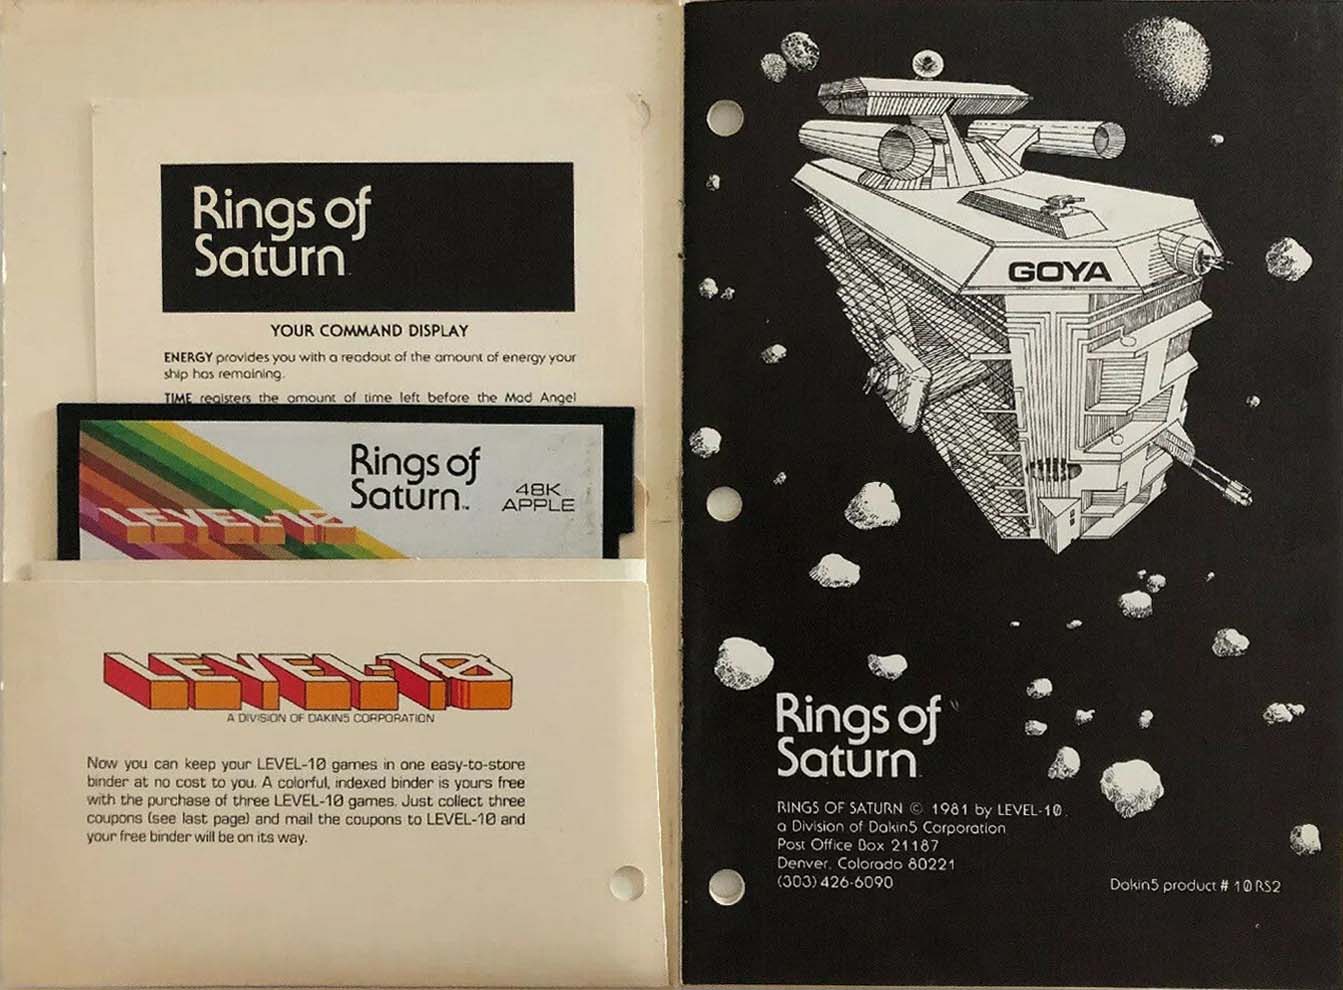 Rings of
Saturn
YOUR COMMAND DISPLAY
ENERGY provides you with a readout of the amount of energy your
ship has remaining.
TIME registers the amount of time left before the Mad Angel
Rings of
Saturn™
48K
APPLE
LEVEL-10
LEVEL-10
A DIVISION OF DAKIN5 CORPORATION
Now you can keep your LEVEL-10 games in one easy-to-store
binder at no cost to you. A colorful, indexed binder is yours free
with the purchase of three LEVEL-10 games. Just collect three
coupons (see last page) and mail the coupons to LEVEL-10 and
your free binder will be on its way.
GOYA
Rings of
Saturn
RINGS OF SATURN © 1981 by LEVEL-10.
a Division of Dakin5 Corporation
Post Office Box 21187
Denver, Colorado 80221
(303) 426-6090
Dakin5 product # 10RS2